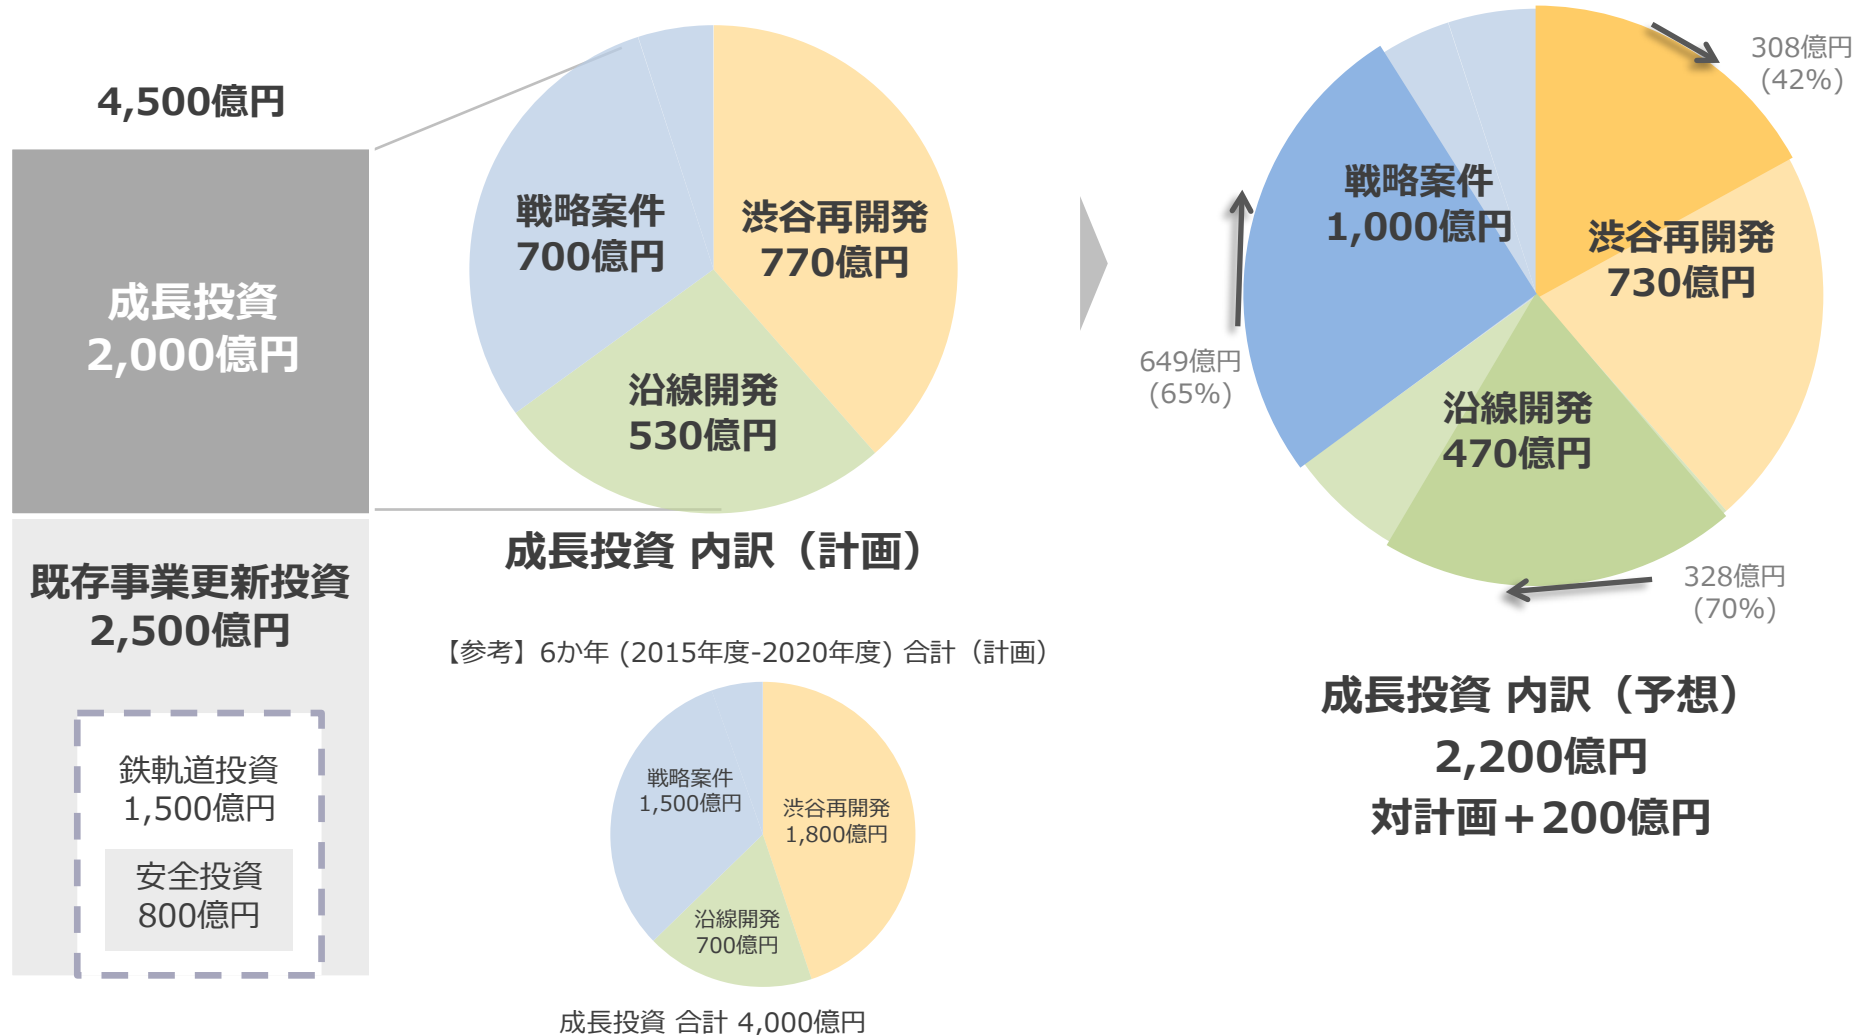 4,500億円
成長投資
2,000億円
既存事業更新投資
2,500億円
鉄軌道投資
1,500億円
安全投資
800億円
戦略案件
700億円
渋谷再開発
770億円
沿線開発
530億円
成長投資 内訳（計画）
【参考】6か年 (2015年度-2020年度) 合計（計画）
戦略案件
1,500億円
渋谷再開発
1,800億円
沿線開発
700億円
成長投資 合計 4,000億円
308億円
(42%)
戦略案件
1,000億円
渋谷再開発
730億円
649億円
(65%)
沿線開発
470億円
328億円
(70%)
成長投資 内訳（予想）
2,200億円
対計画＋200億円